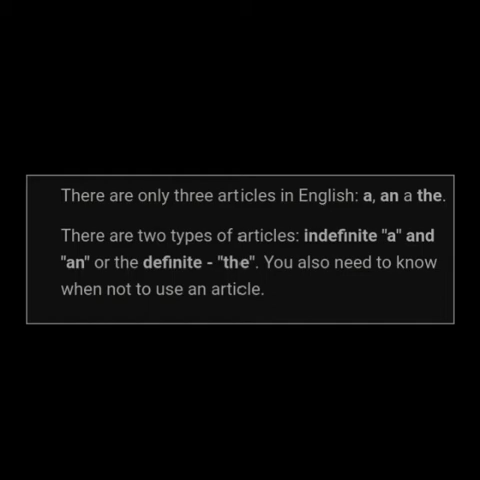 There are only three articles in English: a, an a the.
There are two types of articles: indefinite "a" and
"an" or the definite - "the". You also need to know
when not to use an article.